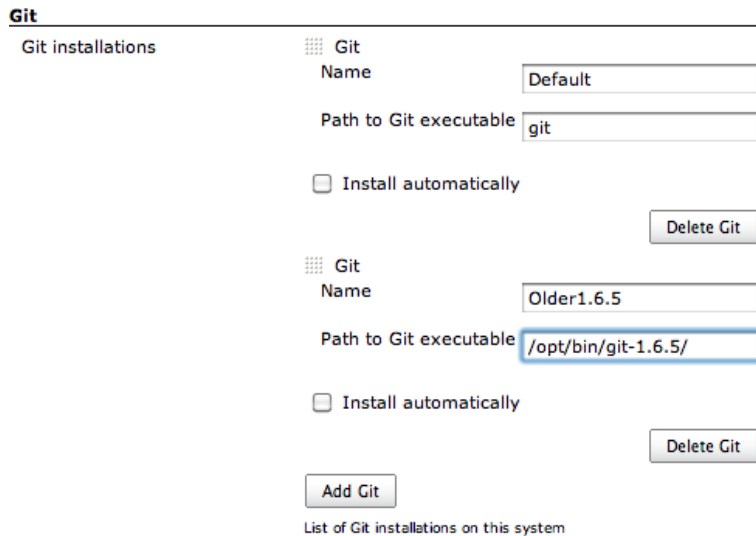 Git
Git installations
Git
Name
Default
Path to Git executable
git
Install automatically
Delete Git
Git
Name
Older1.6.5
Path to Git executable
/opt/bin/git-1.6.5/
Install automatically
Delete Git
Add Git
List of Git installations on this system